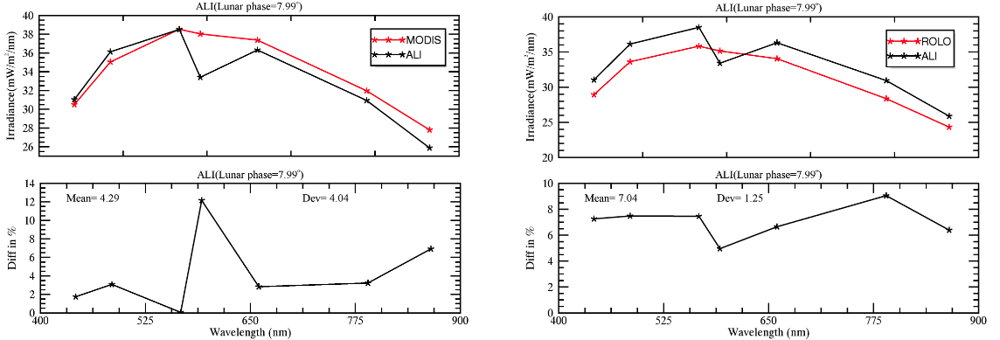 ALI(Lunar phase=7.99°)
Irradiance(mW/m²/nm)
40
38
36
34
32
30
28
26
MODIS
ALI
ALI(Lunar phase=7.99°)
Diff in %
14
12
10
8
6
4
2
0
Mean= 4.29
Dev= 4.04
400
525
650
775
900
Wavelength (nm)
ALI(Lunar phase=7.99°)
Irradiance(mW/m²/nm)
40
35
30
25
20
ROLO
ALI
ALI(Lunar phase=7.99°)
Diff in %
10
8
6
4
2
0
Mean= 7.04
Dev= 1.25
400
525
650
775
900
Wavelength (nm)